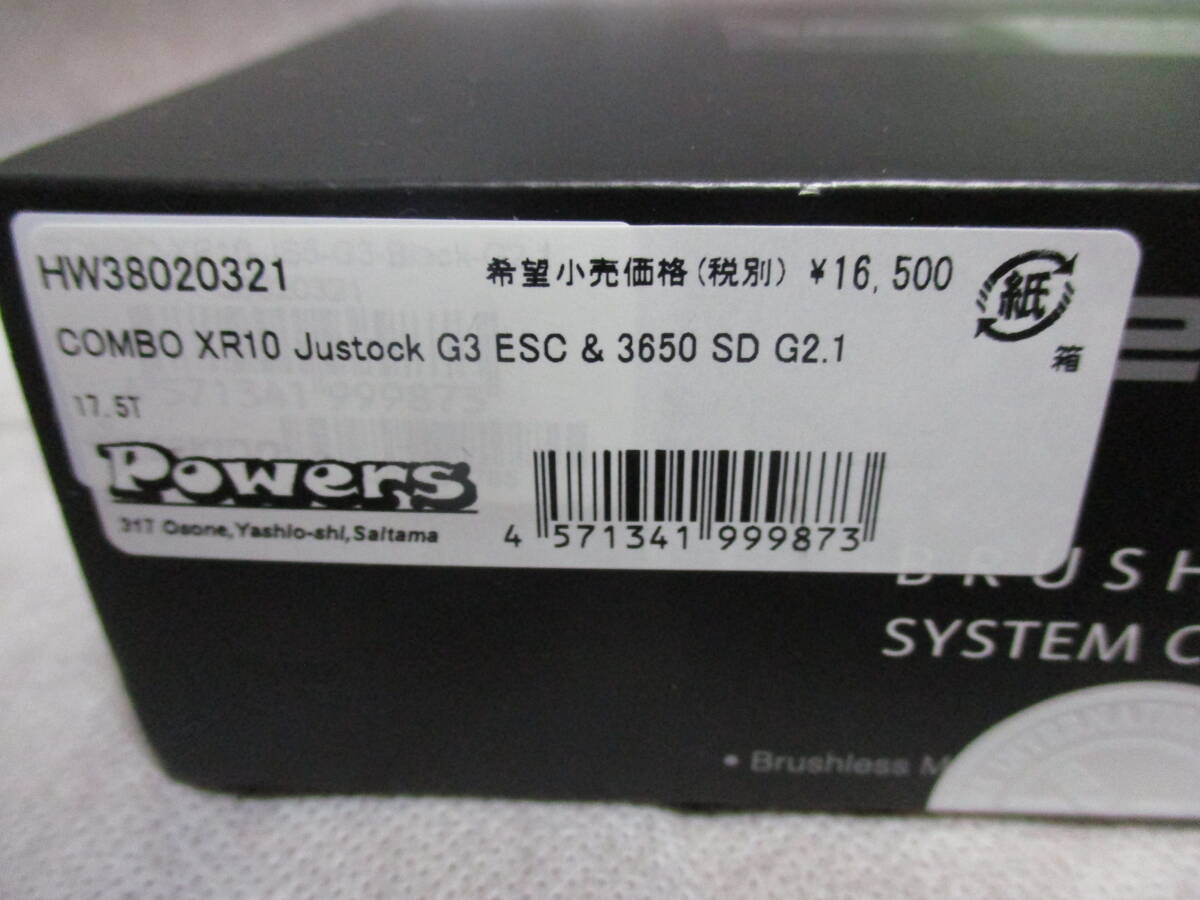 HW38020321 希望小売価格(税別) ¥16,500
紙
箱
COMBO XR10 Justock G3 ESC & 3650 SD G2.1
17.5T
Powers
317 Osone,Yashio-shi,Saitama
4 571341 999873
BRUSH
SYSTEM C
• Brushless M